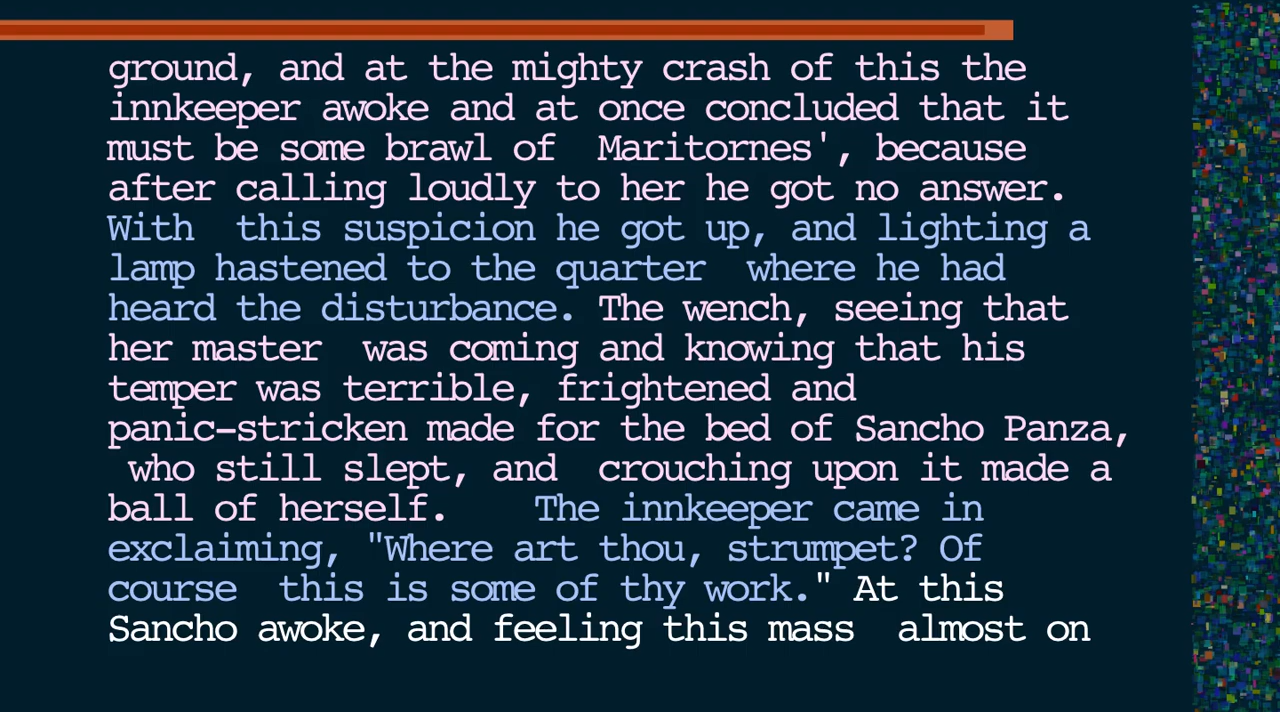 ground, and at the mighty crash of this the
innkeeper awoke and at once concluded that it
must be some brawl of  Maritornes', because
after calling loudly to her he got no answer.
With  this suspicion he got up, and lighting a
lamp hastened to the quarter  where he had
heard the disturbance. The wench, seeing that
her master  was coming and knowing that his
temper was terrible, frightened and
panic-stricken made for the bed of Sancho Panza,
 who still slept, and  crouching upon it made a
ball of herself.    The innkeeper came in
exclaiming, "Where art thou, strumpet? Of
course  this is some of thy work." At this
Sancho awoke, and feeling this mass  almost on